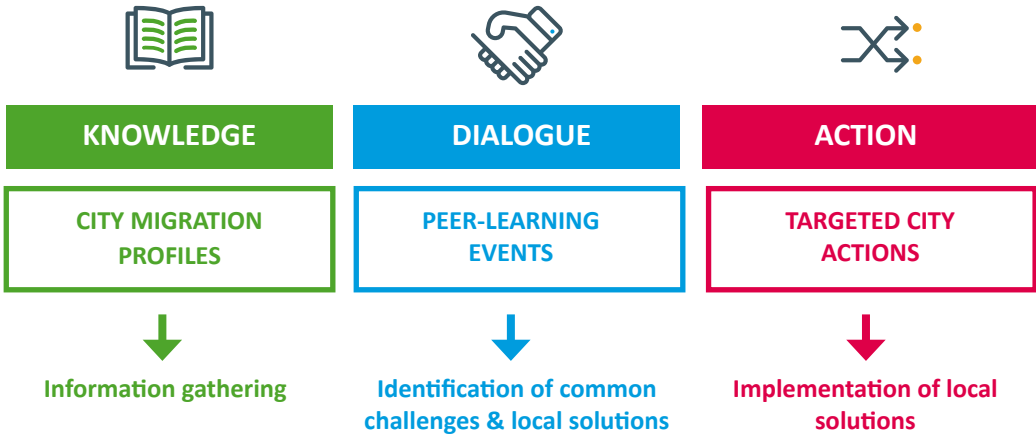 KNOWLEDGE
CITY MIGRATION
PROFILES
Information gathering
DIALOGUE
PEER-LEARNING
EVENTS
Identification of common
challenges & local solutions
ACTION
TARGETED CITY
ACTIONS
Implementation of local
solutions